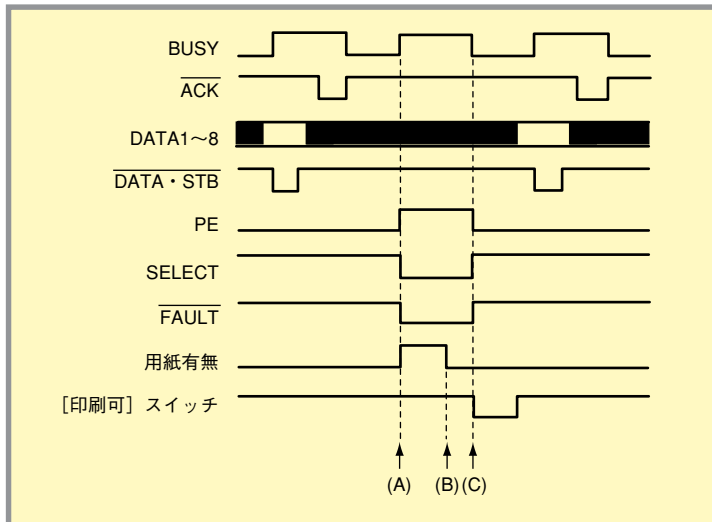 BUSY
ACK
DATA1〜8
DATA・STB
PE
SELECT
FAULT
用紙有無
［印刷可］スイッチ
(A) (B) (C)